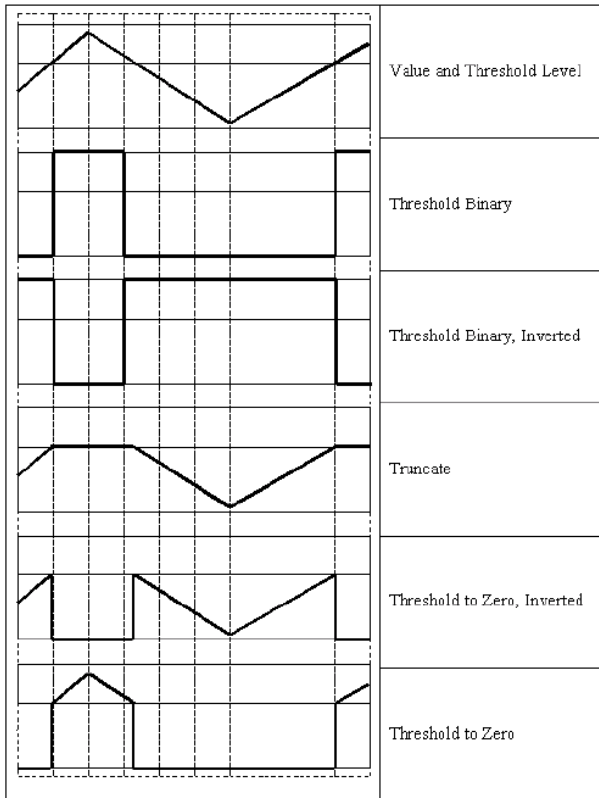 Value and Threshold Level
Threshold Binary
Threshold Binary, Inverted
Truncate
Threshold to Zero, Inverted
Threshold to Zero